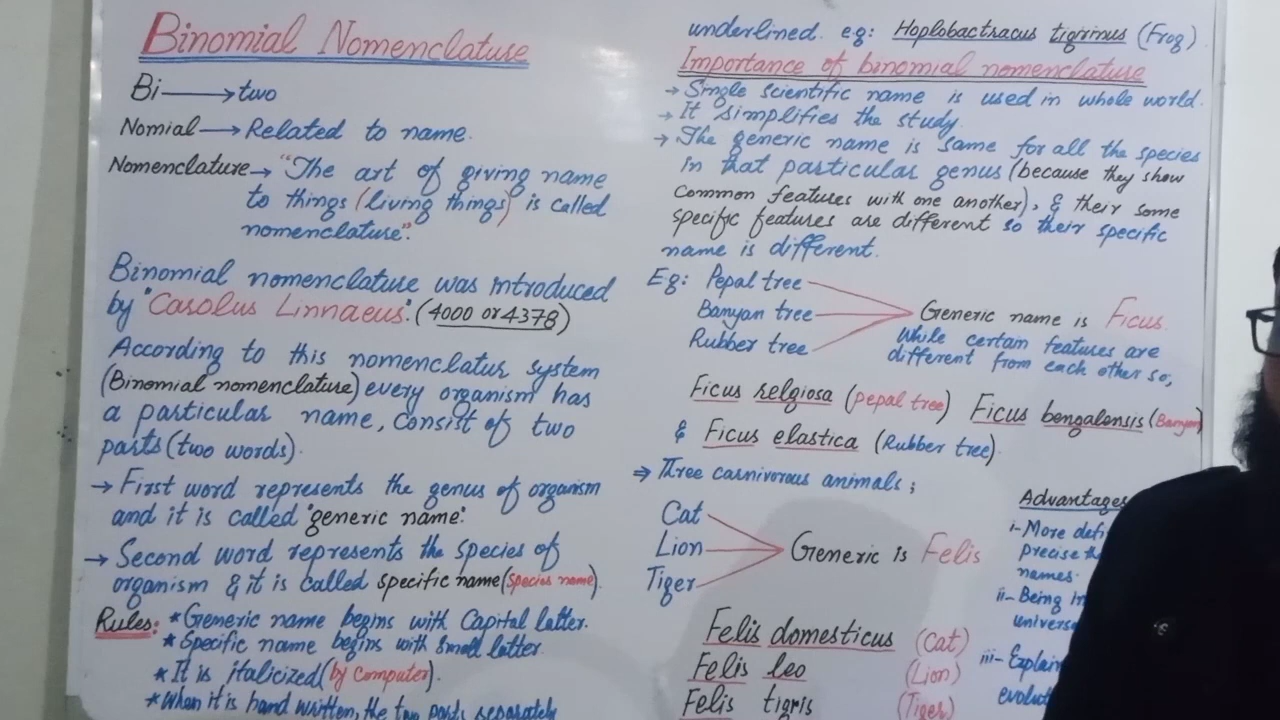 Binomial Nomenclature
Bi → two
Nomial → Related to name.
Nomenclature → "The art of giving name
to things (living things) is called
nomenclature".
Binomial nomenclature was introduced
by "Carolus Linnaeus". (4000 or 4378)
According to this nomenclatur system
(Binomial nomenclature) every organism has
a particular name, consist of two
parts (two words).
→ First word represents the genus of organism
and it is called "generic name".
→ Second word represents the species of
organism & it is called specific name (species name).
Rules: * Generic name begins with Capital latter.
* Specific name begins with small latter.
* It is italicized (by computer).
* When it is hand written, the two parts separately
underlined. eg: Hoplobactracus tigrinus (Frog).
Importance of binomial nomenclature
→ Single scientific name is used in whole world.
→ It simplifies the study.
→ The generic name is same for all the species
in that particular genus (because they show
common features with one another), & their some
specific features are different so their specific
name is different.
Eg: Pepal tree
Banyan tree
Rubber tree
Generic name is Ficus.
While certain features are
different from each other so,
Ficus relgiosa (pepal tree) Ficus bengalensis (Banyan)
& Ficus elastica (Rubber tree).
⇒ Three carnivorous animals;
Cat
Lion
Tiger
Generic is Felis
Felis domesticus (Cat)
Felis leo (Lion)
Felis tigris (Tiger)
Advantages
i- More defi
precise th
names.
ii- Being in
universa
iii- Explain
evolut